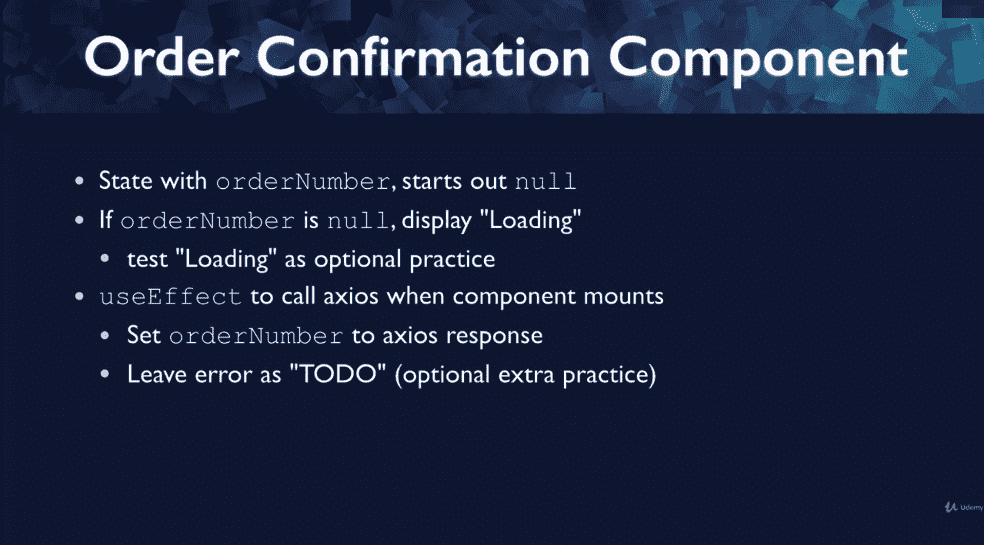 Order Confirmation Component
• State with orderNumber, starts out null
• If orderNumber is null, display "Loading"
• test "Loading" as optional practice
• useEffect to call axios when component mounts
• Set orderNumber to axios response
• Leave error as "TODO" (optional extra practice)
Udemy